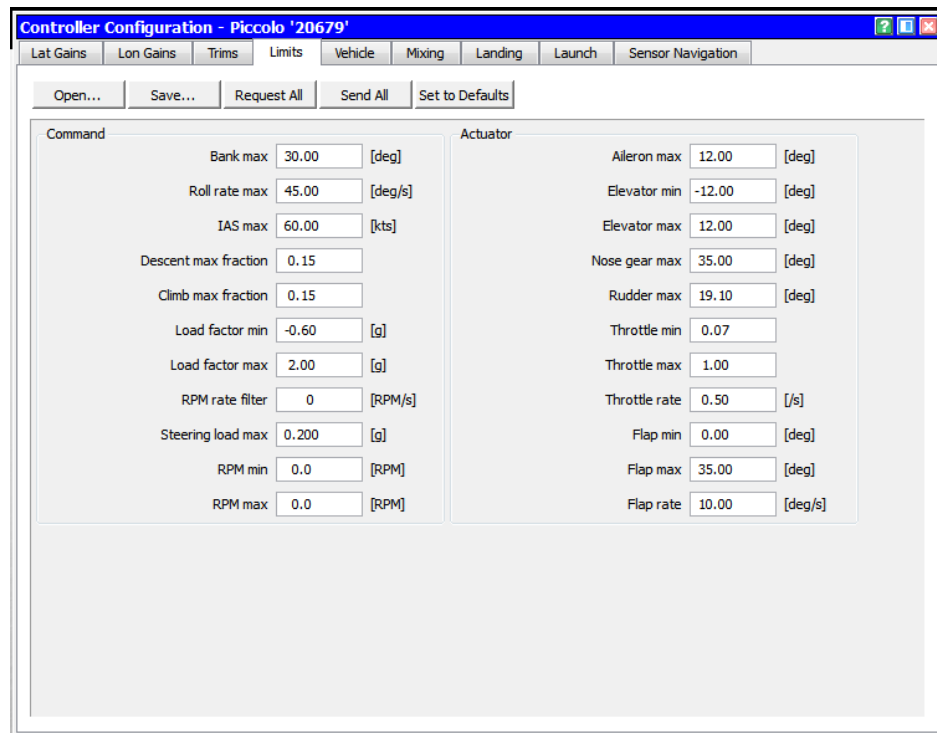 Controller Configuration - Piccolo '20679'
Lat Gains Lon Gains Trims Limits Vehicle Mixing Landing Launch Sensor Navigation
Open... Save... Request All Send All Set to Defaults
Command
Bank max 30.00 [deg]
Roll rate max 45.00 [deg/s]
IAS max 60.00 [kts]
Descent max fraction 0.15
Climb max fraction 0.15
Load factor min -0.60 [g]
Load factor max 2.00 [g]
RPM rate filter 0 [RPM/s]
Steering load max 0.200 [g]
RPM min 0.0 [RPM]
RPM max 0.0 [RPM]
Actuator
Aileron max 12.00 [deg]
Elevator min -12.00 [deg]
Elevator max 12.00 [deg]
Nose gear max 35.00 [deg]
Rudder max 19.10 [deg]
Throttle min 0.07
Throttle max 1.00
Throttle rate 0.50 [/s]
Flap min 0.00 [deg]
Flap max 35.00 [deg]
Flap rate 10.00 [deg/s]